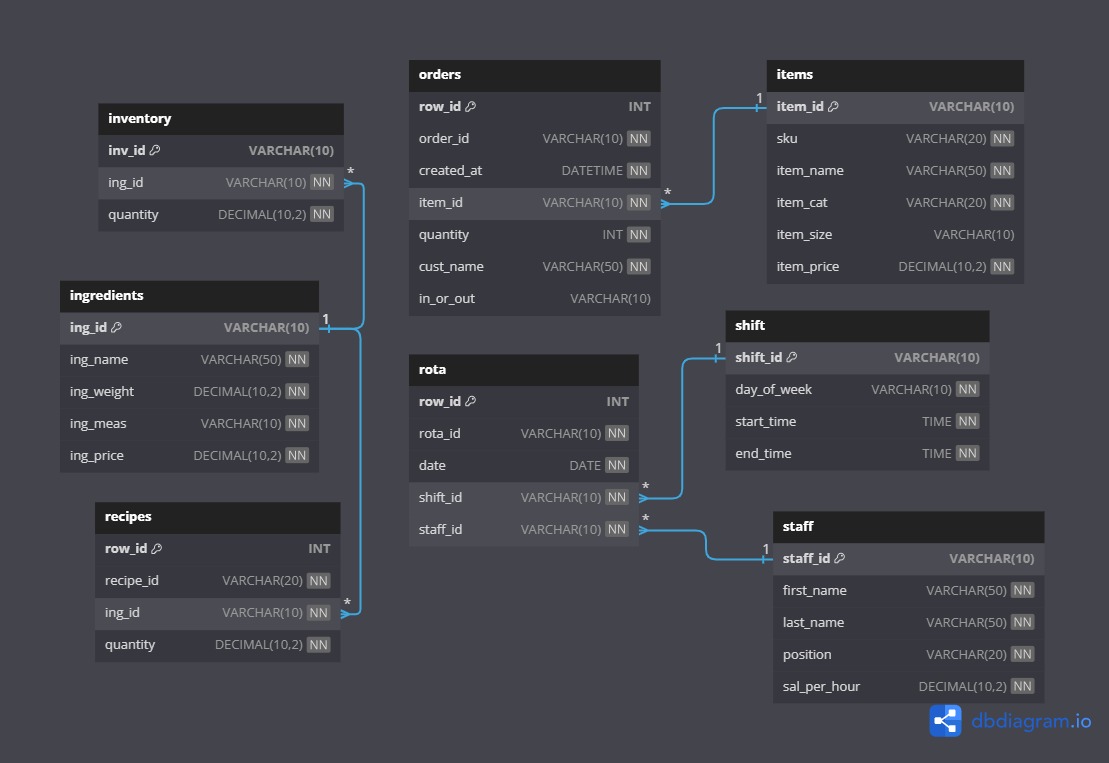 inventory
inv_id VARCHAR(10)
ing_id VARCHAR(10) NN
quantity DECIMAL(10,2) NN
*
ingredients
ing_id VARCHAR(10)
ing_name VARCHAR(50) NN
ing_weight DECIMAL(10,2) NN
ing_meas VARCHAR(10) NN
ing_price DECIMAL(10,2) NN
1
recipes
row_id INT
recipe_id VARCHAR(20) NN
ing_id VARCHAR(10) NN
quantity DECIMAL(10,2) NN
*
orders
row_id INT
order_id VARCHAR(10) NN
created_at DATETIME NN
item_id VARCHAR(10) NN
quantity INT NN
cust_name VARCHAR(50) NN
in_or_out VARCHAR(10)
*
rota
row_id INT
rota_id VARCHAR(10) NN
date DATE NN
shift_id VARCHAR(10) NN
staff_id VARCHAR(10) NN
*
*
1
items
item_id VARCHAR(10)
sku VARCHAR(20) NN
item_name VARCHAR(50) NN
item_cat VARCHAR(20) NN
item_size VARCHAR(10)
item_price DECIMAL(10,2) NN
1
shift
shift_id VARCHAR(10)
day_of_week VARCHAR(10) NN
start_time TIME NN
end_time TIME NN
1
staff
staff_id VARCHAR(10)
first_name VARCHAR(50) NN
last_name VARCHAR(50) NN
position VARCHAR(20) NN
sal_per_hour DECIMAL(10,2) NN
dbdiagram.io